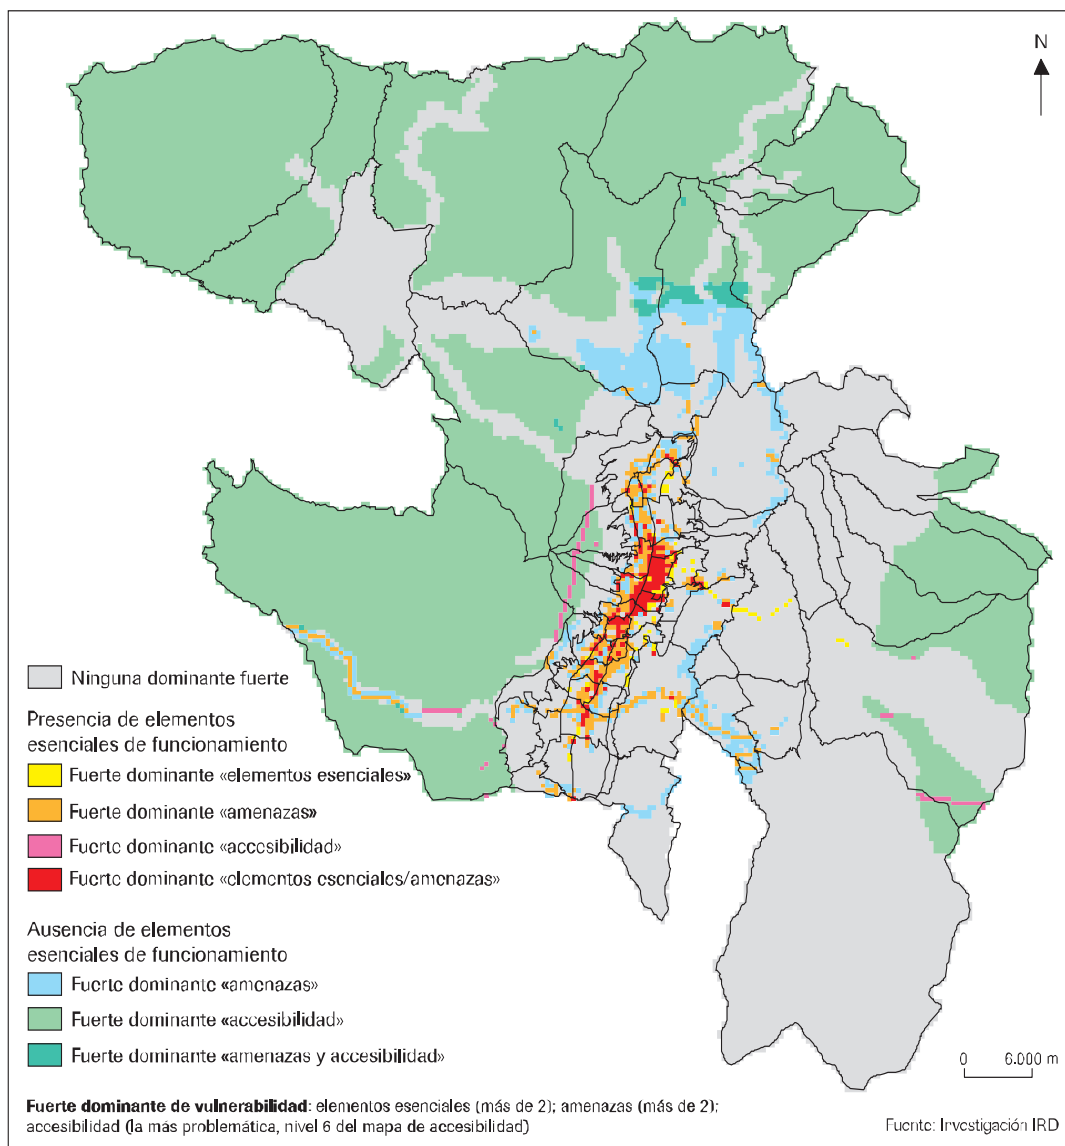 N
Ninguna dominante fuerte
Presencia de elementos
esenciales de funcionamiento
Fuerte dominante «elementos esenciales»
Fuerte dominante «amenazas»
Fuerte dominante «accesibilidad»
Fuerte dominante «elementos esenciales/amenazas»
Ausencia de elementos
esenciales de funcionamiento
Fuerte dominante «amenazas»
Fuerte dominante «accesibilidad»
Fuerte dominante «amenazas y accesibilidad»
0 6.000 m
Fuerte dominante de vulnerabilidad: elementos esenciales (más de 2); amenazas (más de 2);
accesibilidad (la más problemática, nivel 6 del mapa de accesibilidad)
Fuente: Investigación IRD